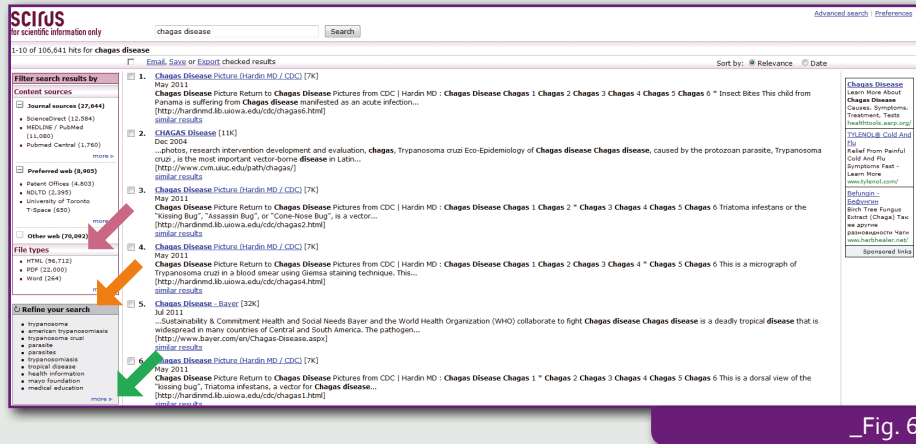 Advanced search | Preferences
scirus
for scientific information only
chagas disease
Search
1-10 of 106,641 hits for chagas disease
Email, Save or Export checked results
Sort by: Relevance Date
Filter search results by
Content sources
Journal sources (27,644)
ScienceDirect (12,584)
MEDLINE / PubMed
(11,080)
Pubmed Central (1,760)
more
Preferred web (8,905)
Patent Offices (4,803)
NDLTD (2,395)
University of Toronto
T-Space (650)
more
Other web (70,092)
File types
HTML (96,712)
PDF (22,000)
Word (264)
Refine your search
trypanosome
american trypanosomiasis
trypanosoma cruzi
parasite
parasites
trypanosomiasis
tropical disease
health information
mayo foundation
medical education
more
1. Chagas Disease Picture (Hardin MD / CDC) [7K]
May 2011
Chagas Disease Picture Return to Chagas Disease Pictures from CDC | Hardin MD : Chagas Disease Chagas 1 Chagas 2 Chagas 3 Chagas 4 Chagas 5 Chagas 6 * Insect Bites This child from
Panama is suffering from Chagas disease manifested as an acute infection...
[http://hardinmd.lib.uiowa.edu/cdc/chagas6.html]
similar results
2. CHAGAS Disease [11K]
Dec 2004
...photos, research intervention development and evaluation, chagas, Trypanosoma cruzi Eco-Epidemiology of Chagas disease Chagas disease, caused by the protozoan parasite, Trypanosoma
cruzi , is the most important vector-borne disease in Latin...
[http://www.cvm.uiuc.edu/path/chagas/]
similar results
3. Chagas Disease Picture (Hardin MD / CDC) [7K]
May 2011
Chagas Disease Picture Return to Chagas Disease Pictures from CDC | Hardin MD : Chagas Disease Chagas 1 Chagas 2 * Chagas 3 Chagas 4 Chagas 5 Chagas 6 Triatoma infestans or the
"Kissing Bug", "Assassin Bug", or "Cone-Nose Bug", is a vector...
[http://hardinmd.lib.uiowa.edu/cdc/chagas2.html]
similar results
4. Chagas Disease Picture (Hardin MD / CDC) [7K]
May 2011
Chagas Disease Picture Return to Chagas Disease Pictures from CDC | Hardin MD : Chagas Disease Chagas 1 Chagas 2 Chagas 3 Chagas 4 * Chagas 5 Chagas 6 This is a micrograph of
Trypanosoma cruzi in a blood smear using Giemsa staining technique. This...
[http://hardinmd.lib.uiowa.edu/cdc/chagas4.html]
similar results
5. Chagas Disease - Bayer [32K]
Jul 2011
...Sustainability & Commitment Health and Social Needs Bayer and the World Health Organization (WHO) collaborate to fight Chagas disease Chagas disease is a deadly tropical disease that is
widespread in many countries of Central and South America. The pathogen...
[http://www.bayer.com/en/Chagas-Disease.aspx]
similar results
6 Chagas Disease Picture (Hardin MD / CDC) [7K]
May 2011
Chagas Disease Picture Return to Chagas Disease Pictures from CDC | Hardin MD : Chagas Disease Chagas 1 * Chagas 2 Chagas 3 Chagas 4 Chagas 5 Chagas 6 This is a dorsal view of the
"kissing bug", Triatoma infestans, a vector for Chagas disease...
[http://hardinmd.lib.uiowa.edu/cdc/chagas1.html]
similar results
Chagas Disease
Learn More About
Chagas Disease
Causes, Symptoms,
Treatment, Tests
healthtools.aarp.org/
TYLENOL® Cold And
Flu
Relief From Painful
Cold And Flu
Symptoms Fast -
Learn More
www.tylenol.com/
Befungin -
Бефунгин
Birch Tree Fungus
Extract (Chaga) Так
же другие
разновидности Чаги
www.herbhealer.net/
Sponsored links
_Fig. 6